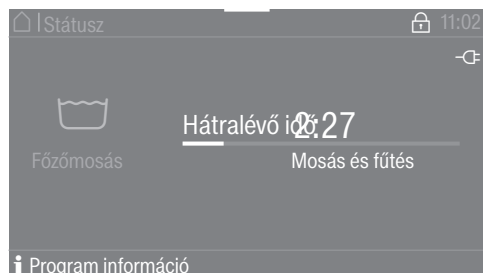 Státusz 11:02
Hátralévő idő: 2:27
Főzőmosás Mosás és fűtés
Program információ